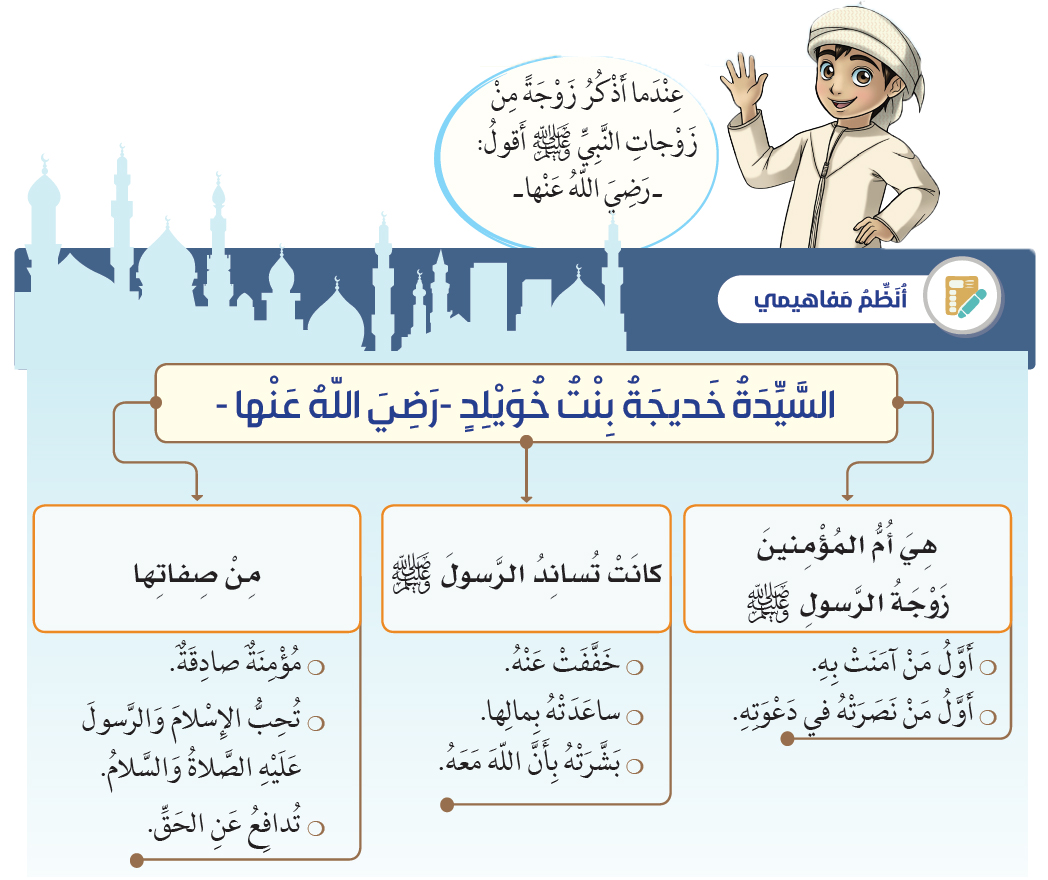 عِنْدَما أَذْكُرُ زَوْجَةً مِنْ
زَوْجاتِ النَّبِيِّ ﷺ أَقولُ:
ـ رَضِيَ اللّهُ عَنْها ـ
أُنَظِّمُ مَفاهيمي
السَّيِّدَةُ خَديجَةُ بِنْتُ خُوَيْلِدٍ -رَضِيَ اللّهُ عَنْها -
هِيَ أُمُّ المُؤْمِنينَ
زَوْجَةُ الرَّسولِ ﷺ
أَوَّلُ مَنْ آمَنَتْ بِهِ.
أَوَّلُ مَنْ نَصَرَتْهُ في دَعْوَتِهِ.
كانَتْ تُساندُ الرَّسولَ ﷺ
خَفَّفَتْ عَنْهُ.
ساعَدَتْهُ بِمالِها.
بَشَّرَتْهُ بِأَنَّ اللّهَ مَعَهُ.
مِنْ صِفاتِها
مُؤْمِنَةٌ صادِقَةٌ.
تُحِبُّ الإِسْلامَ وَالرَّسولَ
عَلَيْهِ الصَّلاةُ وَالسَّلامُ.
تُدافِعُ عَنِ الحَقِّ.